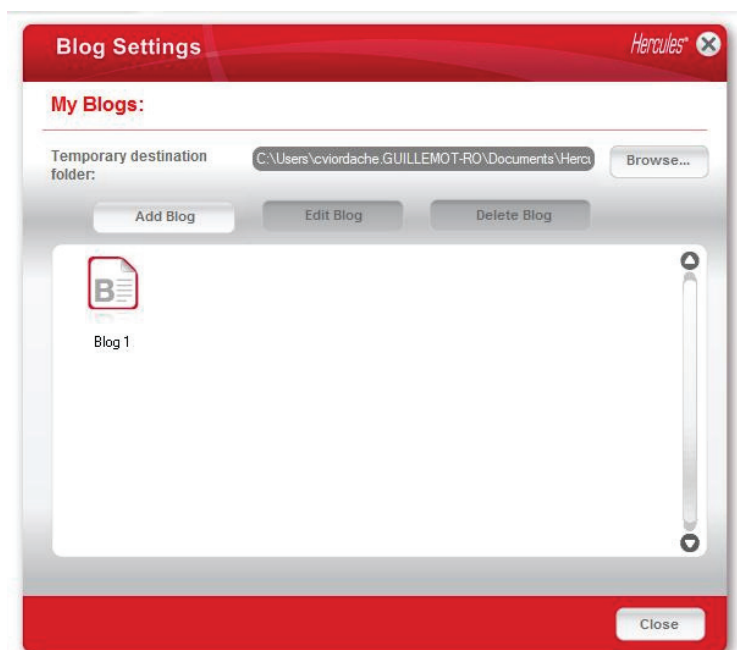 Blog Settings
Hercules®
My Blogs:
Temporary destination
folder:
C:\Users\cviordache.GUILLEMOT-RO\Documents\Hercu
Browse...
Add Blog
Edit Blog
Delete Blog
B
Blog 1
Close